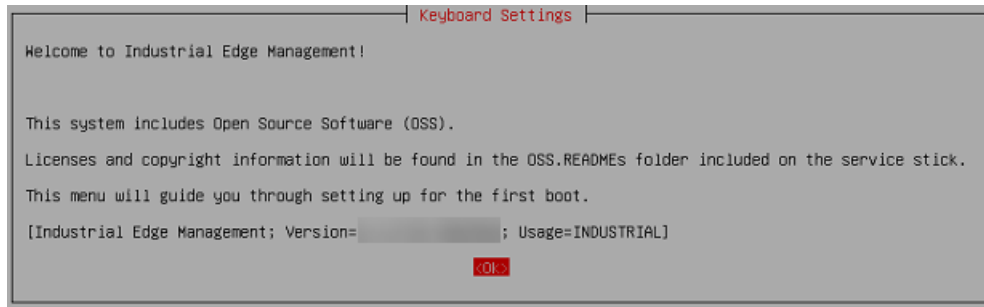 Keyboard Settings
Welcome to Industrial Edge Management!
This system includes Open Source Software (OSS).
Licenses and copyright information will be found in the OSS.READMEs folder included on the service stick.
This menu will guide you through setting up for the first boot.
[Industrial Edge Management; Version= ; Usage=INDUSTRIAL]
<Ok>